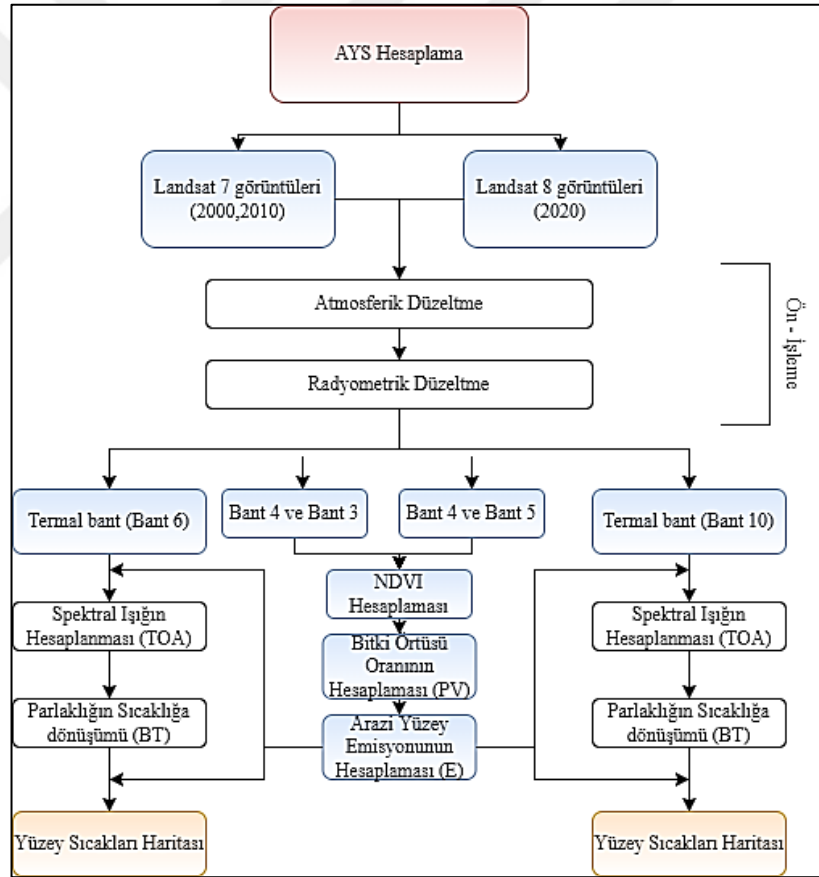 AYS Hesaplama
Landsat 7 görüntüleri
(2000,2010)
Landsat 8 görüntüleri
(2020)
Atmosferik Düzeltme
Radyometrik Düzeltme
Ön - İşleme
Termal bant (Bant 6)
Bant 4 ve Bant 3
Bant 4 ve Bant 5
Termal bant (Bant 10)
NDVI
Hesaplaması
Spektral Işığın
Hesaplanması (TOA)
Bitki Örtüsü
Oranının
Hesaplaması (PV)
Spektral Işığın
Hesaplanması (TOA)
Parlaklığın Sıcaklığa
dönüşümü (BT)
Arazi Yüzey
Emisyonunun
Hesaplaması (E)
Parlaklığın Sıcaklığa
dönüşümü (BT)
Yüzey Sıcakları Haritası
Yüzey Sıcakları Haritası